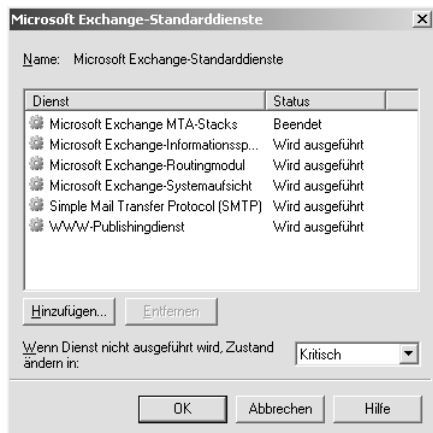 Microsoft Exchange-Standarddienste
Name: Microsoft Exchange-Standarddienste
Dienst Status
Microsoft Exchange MTA-Stacks Beendet
Microsoft Exchange-Informationssp... Wird ausgeführt
Microsoft Exchange-Routingmodul Wird ausgeführt
Microsoft Exchange-Systemaufsicht Wird ausgeführt
Simple Mail Transfer Protocol (SMTP) Wird ausgeführt
WWW-Publishingdienst Wird ausgeführt
Hinzufügen... Entfernen
Wenn Dienst nicht ausgeführt wird, Zustand
ändern in: Kritisch
OK Abbrechen Hilfe